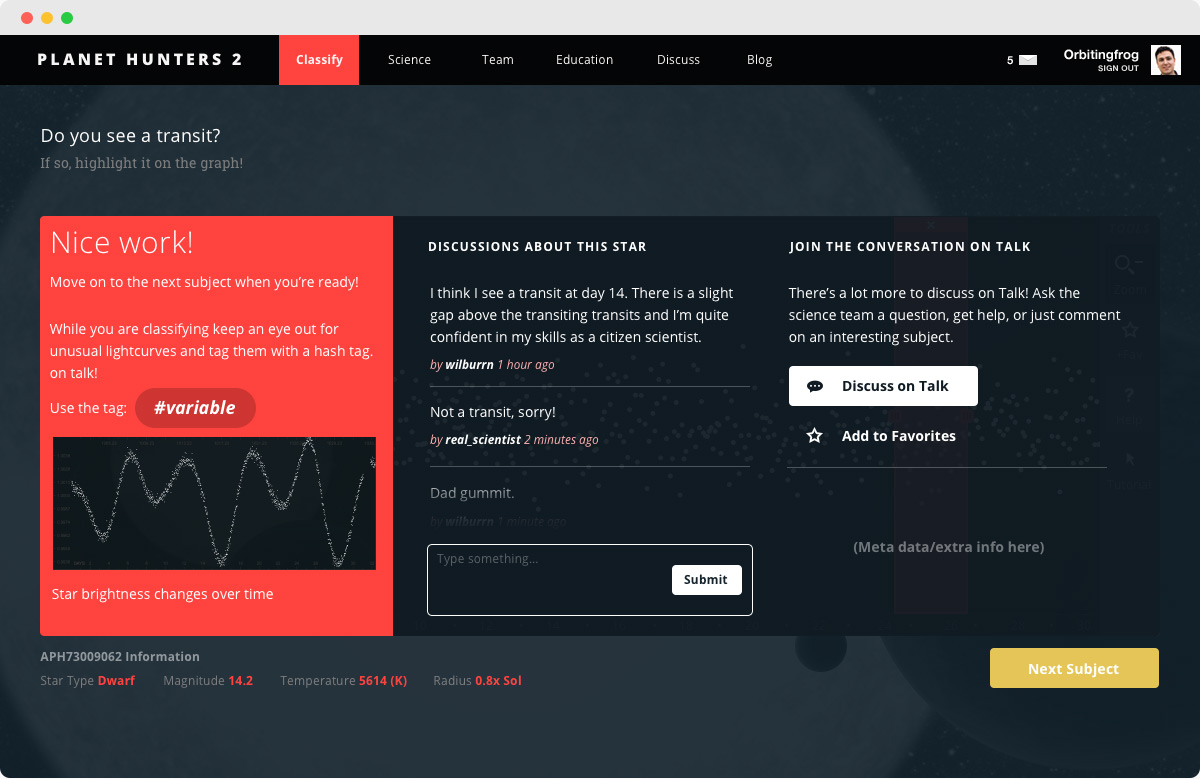 PLANET HUNTERS 2
Classify
Science
Team
Education
Discuss
Blog
5
Orbitingfrog
SIGN OUT
Do you see a transit?
If so, highlight it on the graph!
Nice work!
Move on to the next subject when you're ready!
While you are classifying keep an eye out for
unusual lightcurves and tag them with a hash tag.
on talk!
Use the tag: #variable
Star brightness changes over time
DISCUSSIONS ABOUT THIS STAR
I think I see a transit at day 14. There is a slight
gap above the transiting transits and I'm quite
confident in my skills as a citizen scientist.
by wilburrn 1 hour ago
Not a transit, sorry!
by real_scientist 2 minutes ago
Dad gummit.
by wilburrn 1 minute ago
Type something...
Submit
JOIN THE CONVERSATION ON TALK
There's a lot more to discuss on Talk! Ask the
science team a question, get help, or just comment
on an interesting subject.
Discuss on Talk
Add to Favorites
(Meta data/extra info here)
APH73009062 Information
Star Type Dwarf
Magnitude 14.2
Temperature 5614 (K)
Radius 0.8x Sol
Next Subject